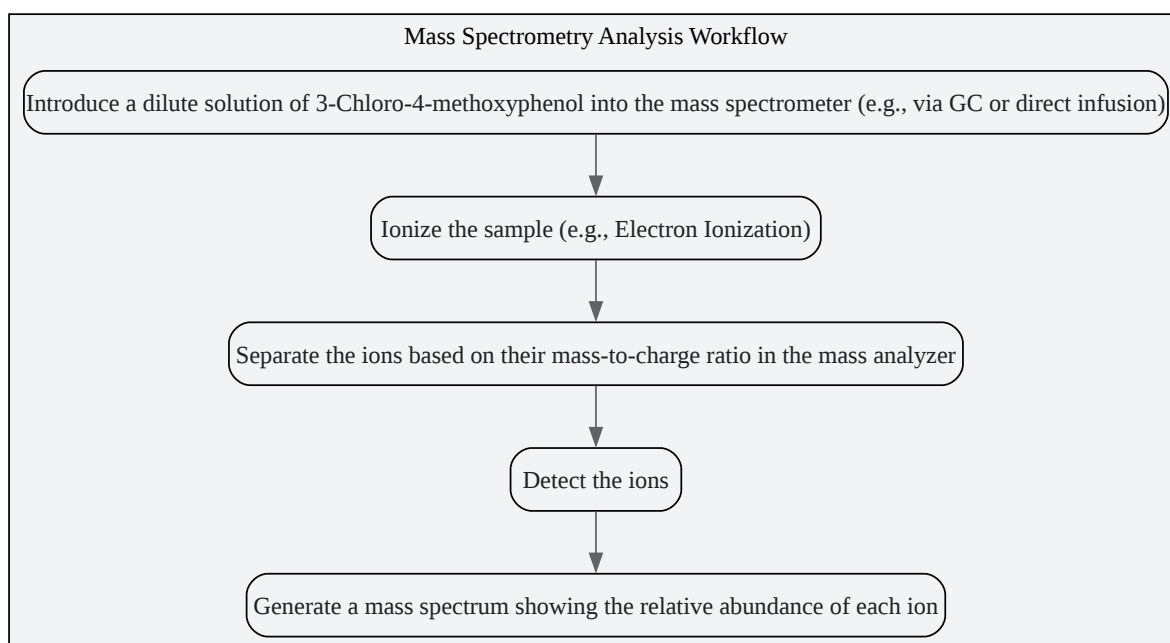 Mass Spectrometry Analysis Workflow
Introduce a dilute solution of 3-Chloro-4-methoxyphenol into the mass spectrometer (e.g., via GC or direct infusion)
Ionize the sample (e.g., Electron Ionization)
Separate the ions based on their mass-to-charge ratio in the mass analyzer
Detect the ions
Generate a mass spectrum showing the relative abundance of each ion